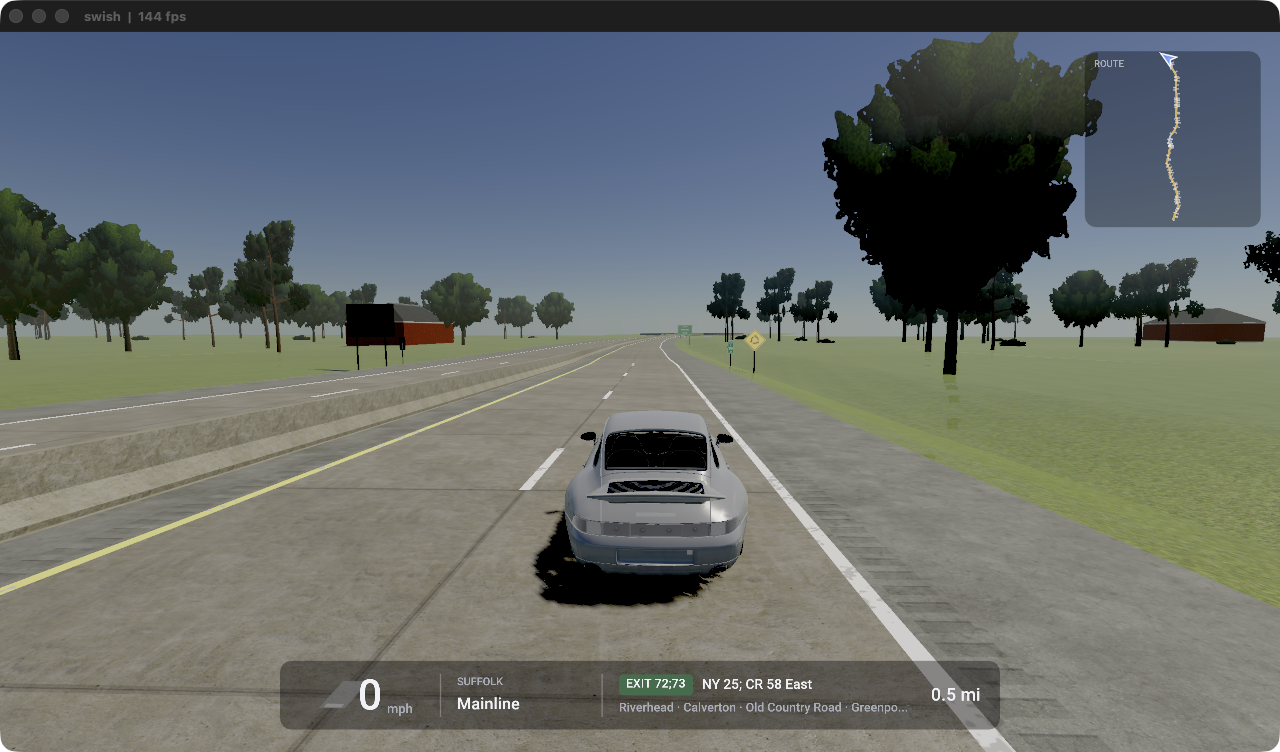 swish | 144 fps
ROUTE
0 mph
SUFFOLK
Mainline
EXIT 72;73 NY 25; CR 58 East
Riverhead · Calverton · Old Country Road · Greenpo...
0.5 mi